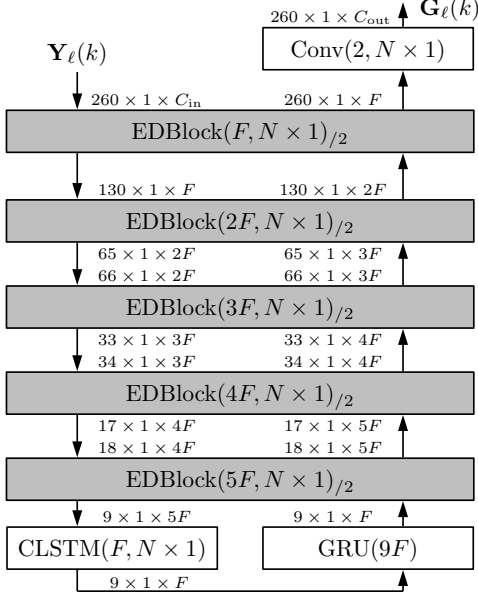 260 × 1 × C_out
G_ℓ(k)
Y_ℓ(k)
Conv(2, N × 1)
260 × 1 × C_in
260 × 1 × F
EDBlock(F, N × 1)_/2
130 × 1 × F
130 × 1 × 2F
EDBlock(2F, N × 1)_/2
65 × 1 × 2F
65 × 1 × 3F
66 × 1 × 2F
66 × 1 × 3F
EDBlock(3F, N × 1)_/2
33 × 1 × 3F
33 × 1 × 4F
34 × 1 × 3F
34 × 1 × 4F
EDBlock(4F, N × 1)_/2
17 × 1 × 4F
17 × 1 × 5F
18 × 1 × 4F
18 × 1 × 5F
EDBlock(5F, N × 1)_/2
9 × 1 × 5F
9 × 1 × F
CLSTM(F, N × 1)
GRU(9F)
9 × 1 × F